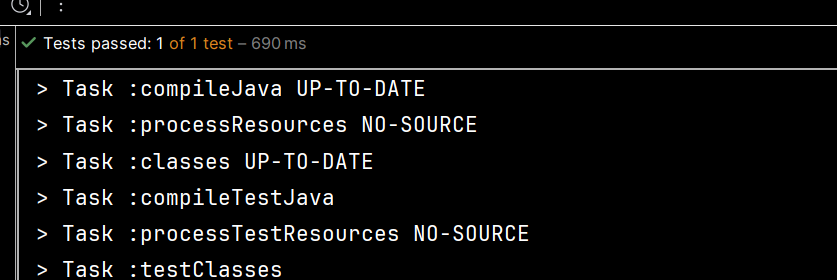 :
is
Tests passed: 1 of 1 test – 690 ms
> Task :compileJava UP-TO-DATE
> Task :processResources NO-SOURCE
> Task :classes UP-TO-DATE
> Task :compileTestJava
> Task :processTestResources NO-SOURCE
> Task :testClasses